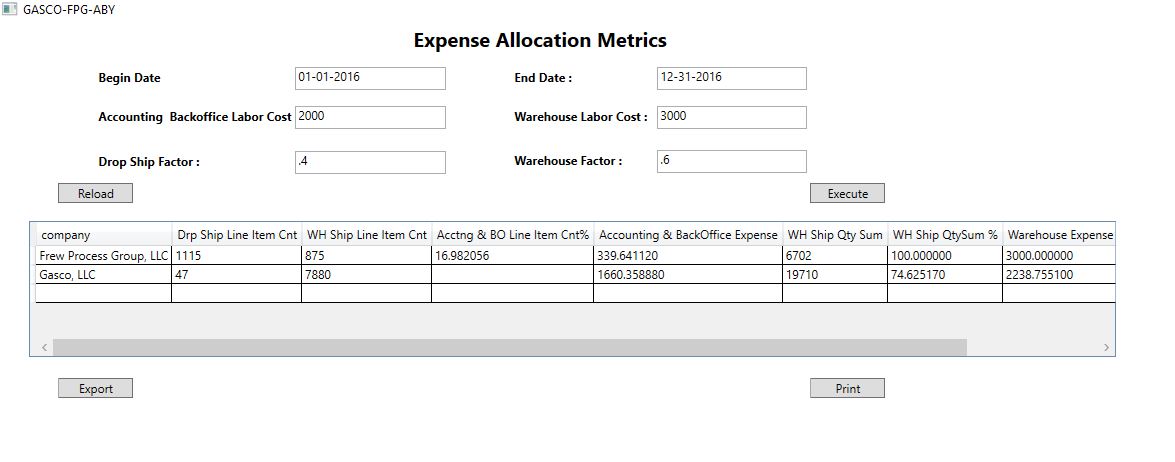 GASCO-FPG-ABY
Expense Allocation Metrics
Begin Date 01-01-2016 End Date : 12-31-2016
Accounting Backoffice Labor Cost 2000 Warehouse Labor Cost : 3000
Drop Ship Factor : .4 Warehouse Factor : .6
Reload Execute
company Drp Ship Line Item Cnt WH Ship Line Item Cnt Acctng & BO Line Item Cnt% Accounting & BackOffice Expense WH Ship Qty Sum WH Ship QtySum % Warehouse Expense
Frew Process Group, LLC 1115 875 16.982056 339.641120 6702 100.000000 3000.000000
Gasco, LLC 47 7880 1660.358880 19710 74.625170 2238.755100
Export Print